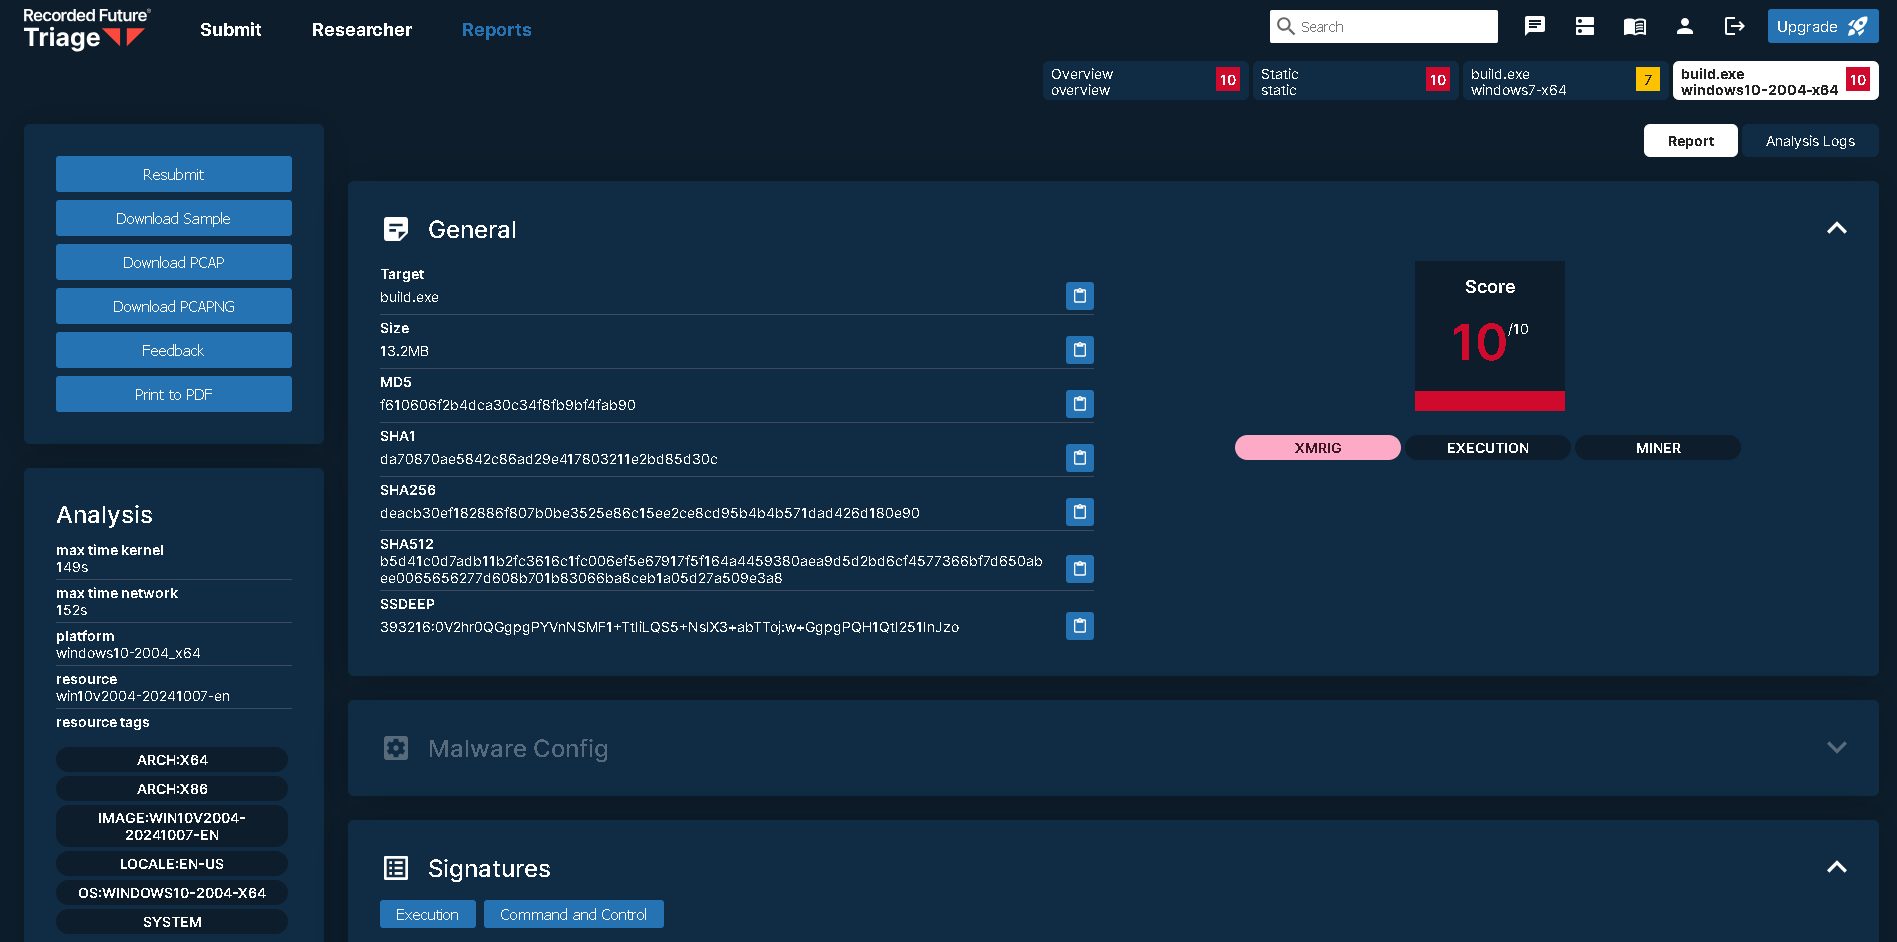 Recorded Future®
Triage
Submit
Researcher
Reports
Search
Upgrade
Overview
overview
10
Static
static
10
build.exe
windows7-x64
7
build.exe
windows10-2004-x64
10
Report
Analysis Logs
Resubmit
Download Sample
Download PCAP
Download PCAPNG
Feedback
Print to PDF
Analysis
max time kernel
149s
max time network
152s
platform
windows10-2004_x64
resource
win10v2004-20241007-en
resource tags
ARCH:X64
ARCH:X86
IMAGE:WIN10V2004-
20241007-EN
LOCALE:EN-US
OS:WINDOWS10-2004-X64
SYSTEM
General
Target
build.exe
Size
13.2MB
MD5
f610606f2b4dca30c34f8fb9bf4fab90
SHA1
da70870ae5842c86ad29e417803211e2bd85d30c
SHA256
deacb30ef182886f807b0be3525e86c15ee2ce8cd95b4b4b571dad426d180e90
SHA512
b5d41c0d7adb11b2fc3616c1fc006ef5e67917f5f164a4459380aea9d5d2bd6cf4577366bf7d650ab
ee0065656277d608b701b83066ba8ceb1a05d27a509e3a8
SSDEEP
393216:0V2hr0QGgpgPYVnNSMF1+TtIiLQS5+NsIX3+abTToj:w+GgpgPQH1QtI251InJzo
Score
10/10
XMRIG
EXECUTION
MINER
Malware Config
Signatures
Execution
Command and Control